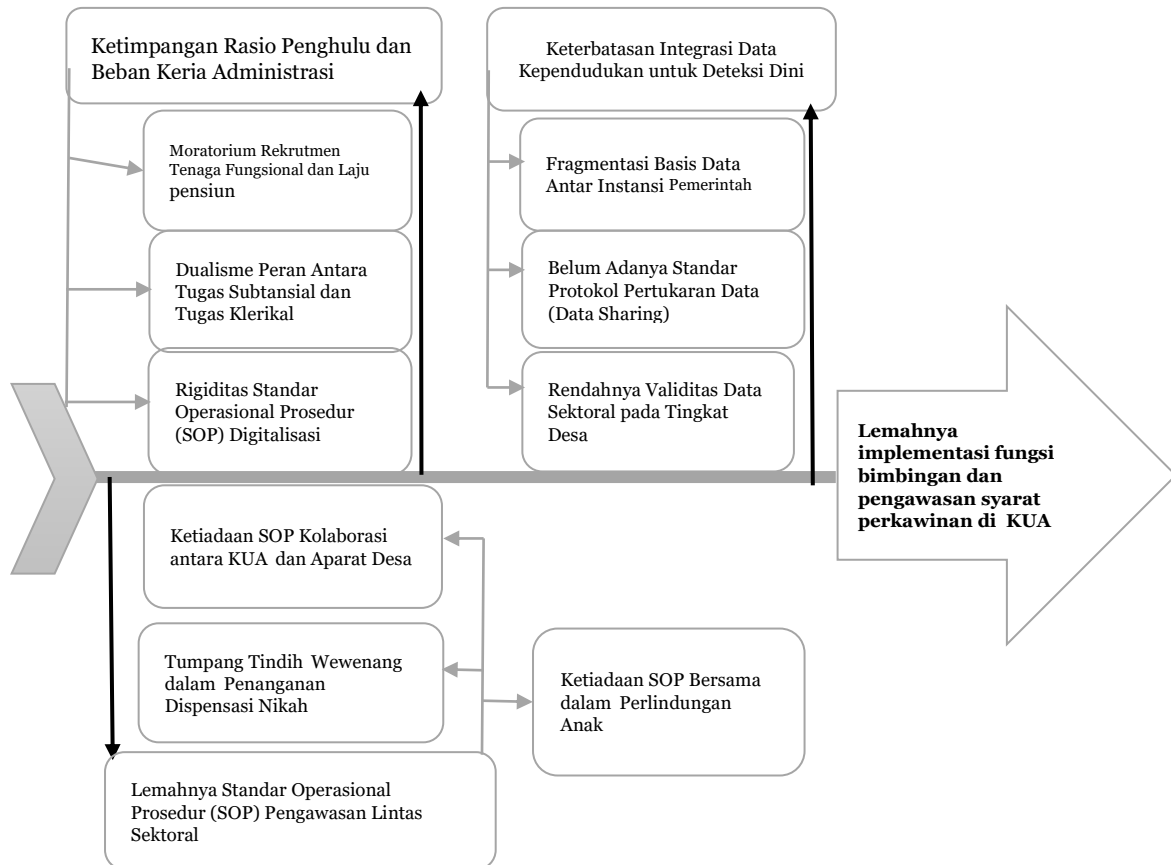 Ketimpangan Rasio Penghulu dan
Beban Kerja Administrasi
Moratorium Rekrutmen
Tenaga Fungsional dan Laju
pensiun
Dualisme Peran Antara
Tugas Subtansial dan
Tugas Klerikal
Rigiditas Standar
Operasional Prosedur
(SOP) Digitalisasi
Keterbatasan Integrasi Data
Kependudukan untuk Deteksi Dini
Fragmentasi Basis Data
Antar Instansi Pemerintah
Belum Adanya Standar
Protokol Pertukaran Data
(Data Sharing)
Rendahnya Validitas Data
Sektoral pada Tingkat
Desa
Lemahnya
implementasi fungsi
bimbingan dan
pengawasan syarat
perkawinan di KUA
Ketiadaan SOP Kolaborasi
antara KUA dan Aparat Desa
Tumpang Tindih Wewenang
dalam Penanganan
Dispensasi Nikah
Ketiadaan SOP Bersama
dalam Perlindungan
Anak
Lemahnya Standar Operasional
Prosedur (SOP) Pengawasan Lintas
Sektoral